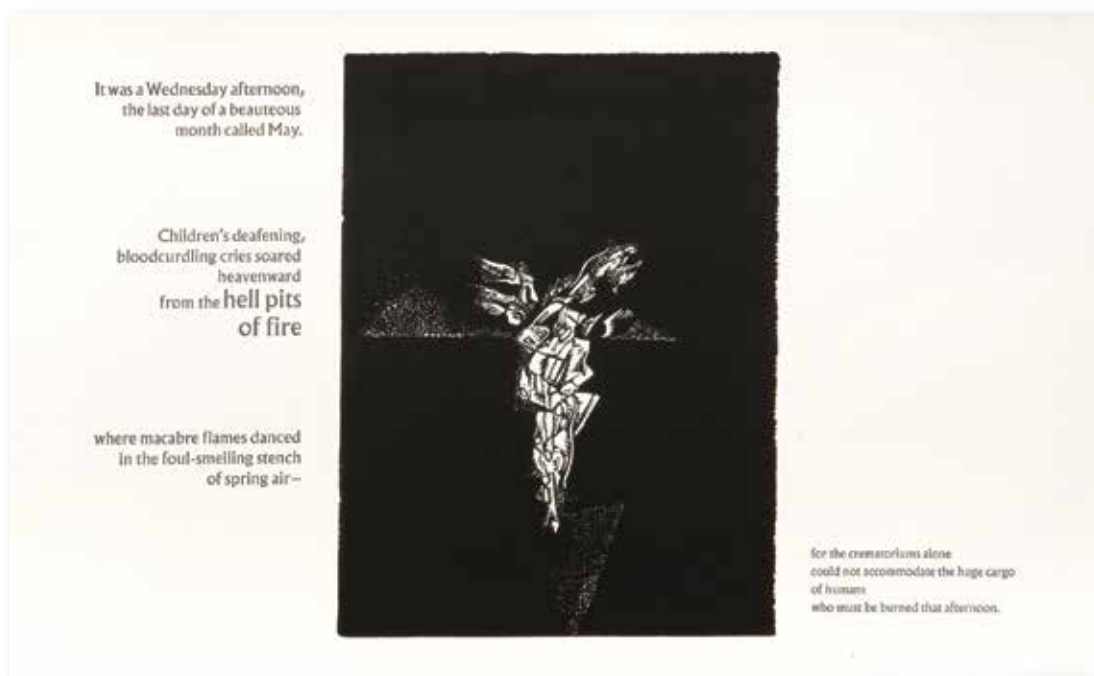 It was a Wednesday afternoon,
the last day of a beauteous
month called May.
Children's deafening,
bloodcurdling cries soared
heavenward
from the hell pits
of fire
where macabre flames danced
in the foul-smelling stench
of spring air–
for the crematoriums alone
could not accommodate the huge cargo
of humans
who must be burned that afternoon.